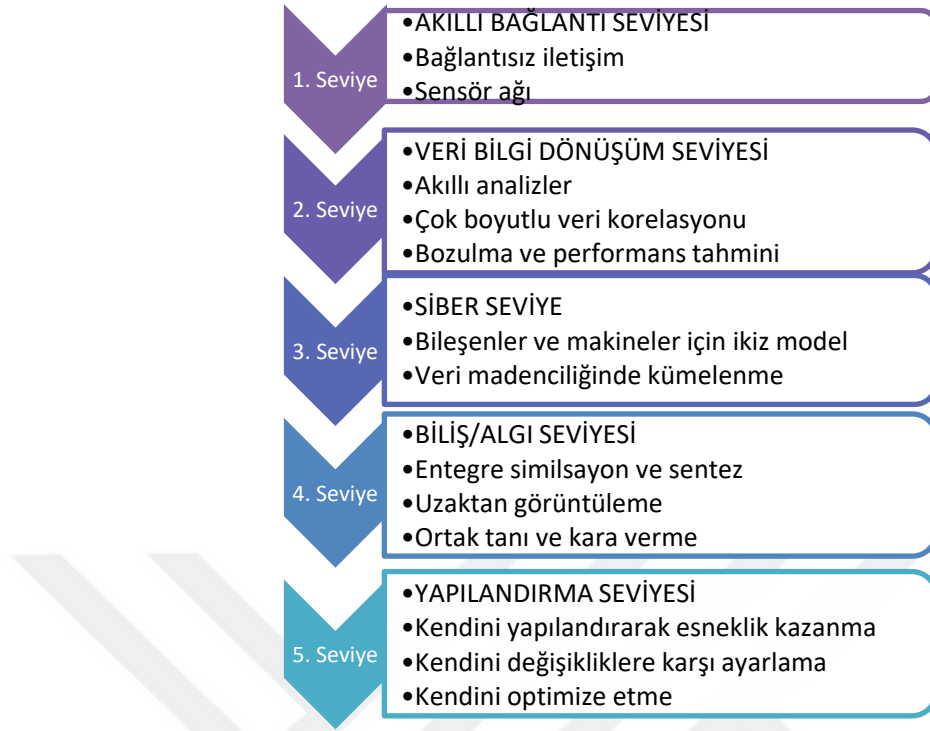 1. Seviye
•AKILLI BAĞLANTI SEVİYESİ
•Bağlantısız iletişim
•Sensör ağı
2. Seviye
•VERİ BİLGİ DÖNÜŞÜM SEVİYESİ
•Akıllı analizler
•Çok boyutlu veri korelasyonu
•Bozulma ve performans tahmini
3. Seviye
•SİBER SEVİYE
•Bileşenler ve makineler için ikiz model
•Veri madenciliğinde kümelenme
4. Seviye
•BİLİŞ/ALGI SEVİYESİ
•Entegre similsayon ve sentez
•Uzaktan görüntüleme
•Ortak tanı ve kara verme
5. Seviye
•YAPILANDIRMA SEVİYESİ
•Kendini yapılandırarak esneklik kazanma
•Kendini değişikliklere karşı ayarlama
•Kendini optimize etme